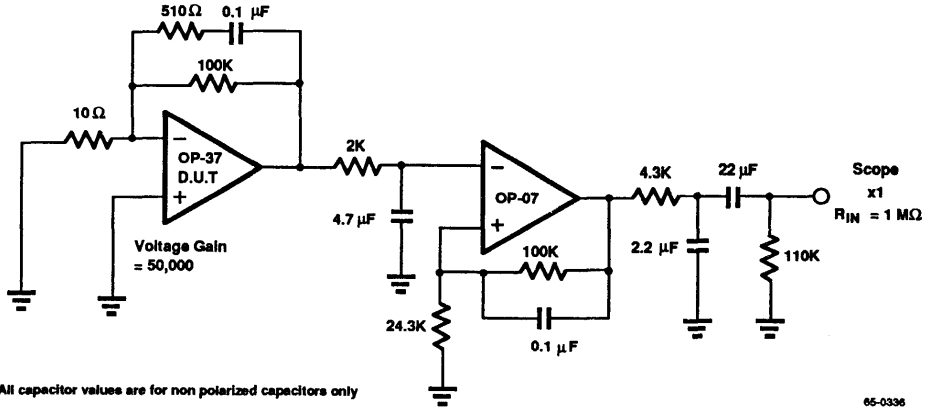 510Ω
0.1 µF
100K
10Ω
−
OP-37
D.U.T
+
Voltage Gain
= 50,000
2K
4.7 µF
−
OP-07
+
100K
0.1 µF
24.3K
4.3K
22 µF
2.2 µF
110K
Scope
x1
RIN = 1 MΩ
All capacitor values are for non polarized capacitors only
65-0336